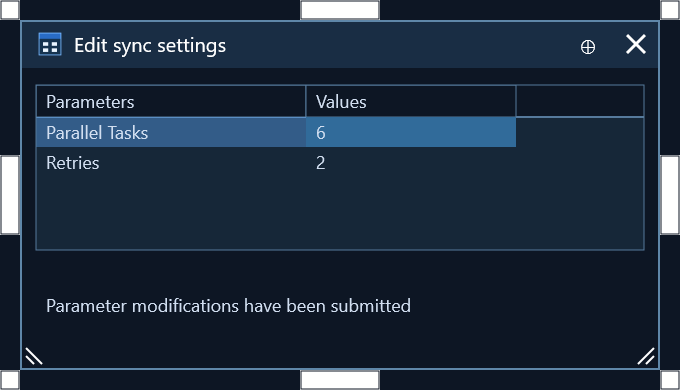 Edit sync settings
Parameters Values
Parallel Tasks 6
Retries 2
Parameter modifications have been submitted